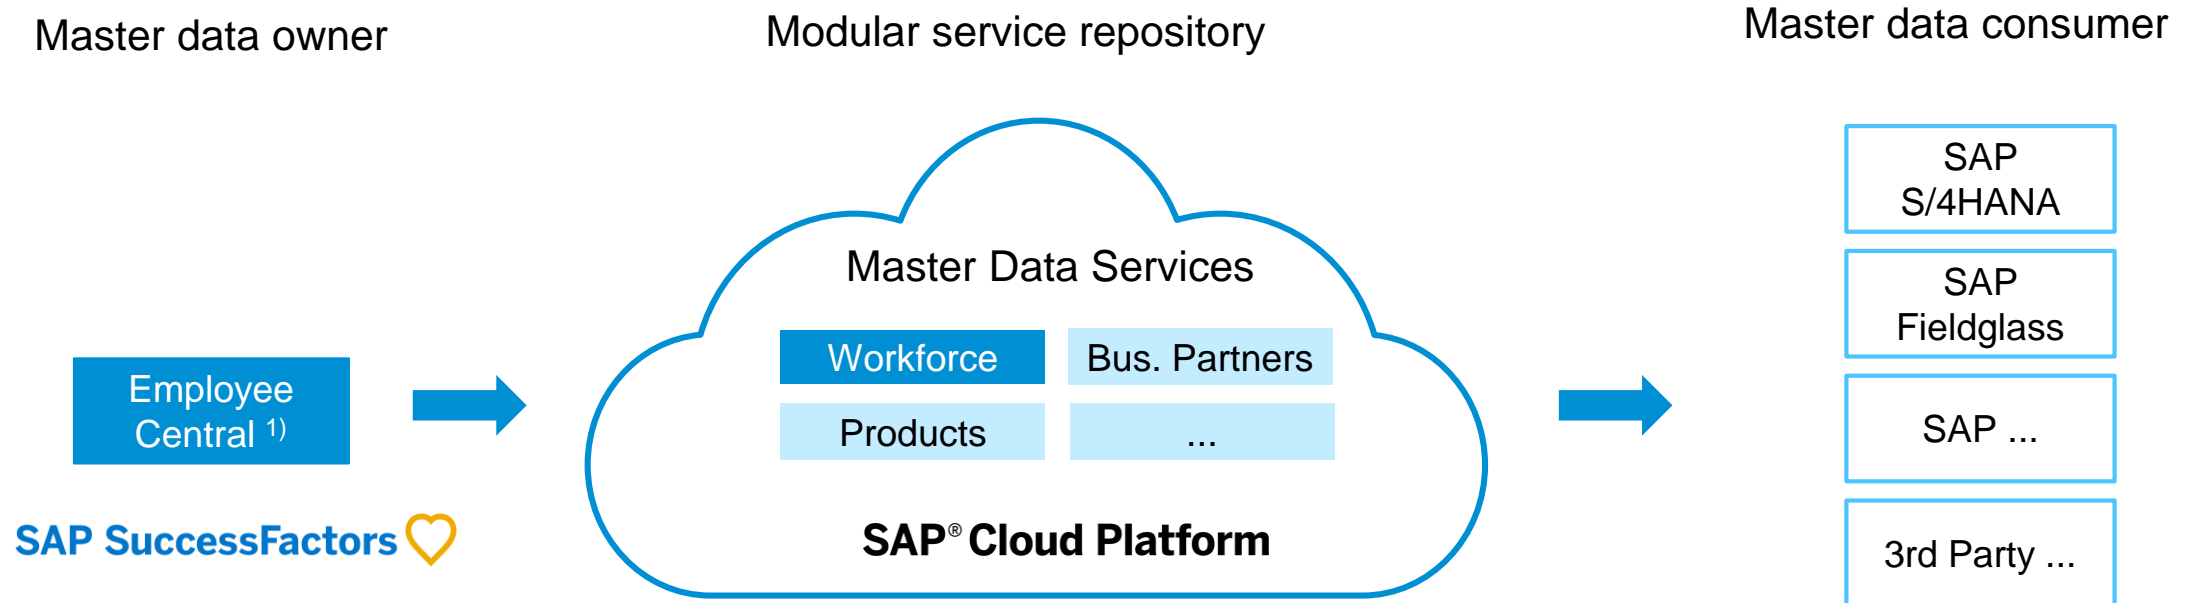 Master data owner
Modular service repository
Master data consumer
Employee
Central 1)
SAP SuccessFactors
Master Data Services
Workforce
Bus. Partners
Products
...
SAP® Cloud Platform
SAP
S/4HANA
SAP
Fieldglass
SAP ...
3rd Party ...